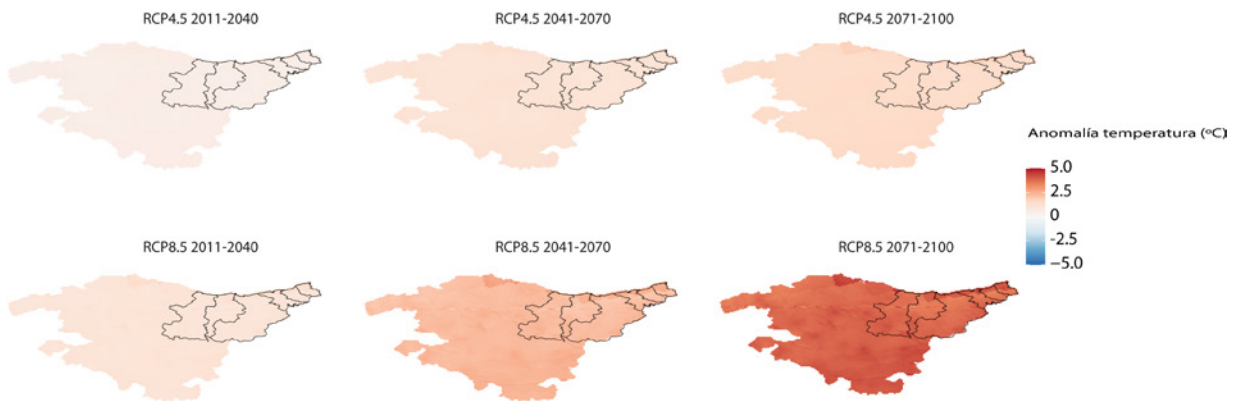 RCP4.5 2011-2040
RCP4.5 2041-2070
RCP4.5 2071-2100
Anomalía temperatura (ºC)
5.0
2.5
0
-2.5
−5.0
RCP8.5 2011-2040
RCP8.5 2041-2070
RCP8.5 2071-2100